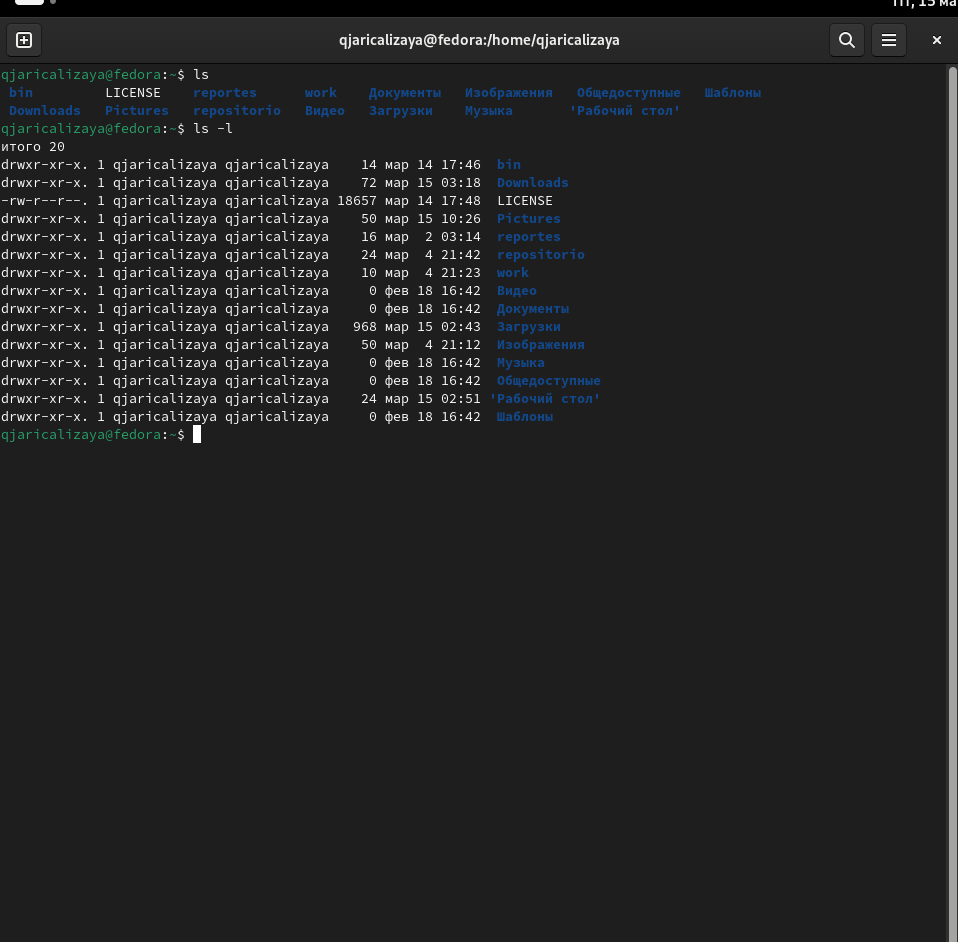 Пт, 15 ма
qjaricalizaya@fedora:/home/qjaricalizaya
qjaricalizaya@fedora:~$ ls
bin LICENSE reportes work Документы Изображения Общедоступные Шаблоны
Downloads Pictures repositorio Видео Загрузки Музыка 'Рабочий стол'
qjaricalizaya@fedora:~$ ls -l
итого 20
drwxr-xr-x. 1 qjaricalizaya qjaricalizaya 14 мар 14 17:46 bin
drwxr-xr-x. 1 qjaricalizaya qjaricalizaya 72 мар 15 03:18 Downloads
-rw-r--r--. 1 qjaricalizaya qjaricalizaya 18657 мар 14 17:48 LICENSE
drwxr-xr-x. 1 qjaricalizaya qjaricalizaya 50 мар 15 10:26 Pictures
drwxr-xr-x. 1 qjaricalizaya qjaricalizaya 16 мар 2 03:14 reportes
drwxr-xr-x. 1 qjaricalizaya qjaricalizaya 24 мар 4 21:42 repositorio
drwxr-xr-x. 1 qjaricalizaya qjaricalizaya 10 мар 4 21:23 work
drwxr-xr-x. 1 qjaricalizaya qjaricalizaya 0 фев 18 16:42 Видео
drwxr-xr-x. 1 qjaricalizaya qjaricalizaya 0 фев 18 16:42 Документы
drwxr-xr-x. 1 qjaricalizaya qjaricalizaya 968 мар 15 02:43 Загрузки
drwxr-xr-x. 1 qjaricalizaya qjaricalizaya 50 мар 4 21:12 Изображения
drwxr-xr-x. 1 qjaricalizaya qjaricalizaya 0 фев 18 16:42 Музыка
drwxr-xr-x. 1 qjaricalizaya qjaricalizaya 0 фев 18 16:42 Общедоступные
drwxr-xr-x. 1 qjaricalizaya qjaricalizaya 24 мар 15 02:51 'Рабочий стол'
drwxr-xr-x. 1 qjaricalizaya qjaricalizaya 0 фев 18 16:42 Шаблоны
qjaricalizaya@fedora:~$